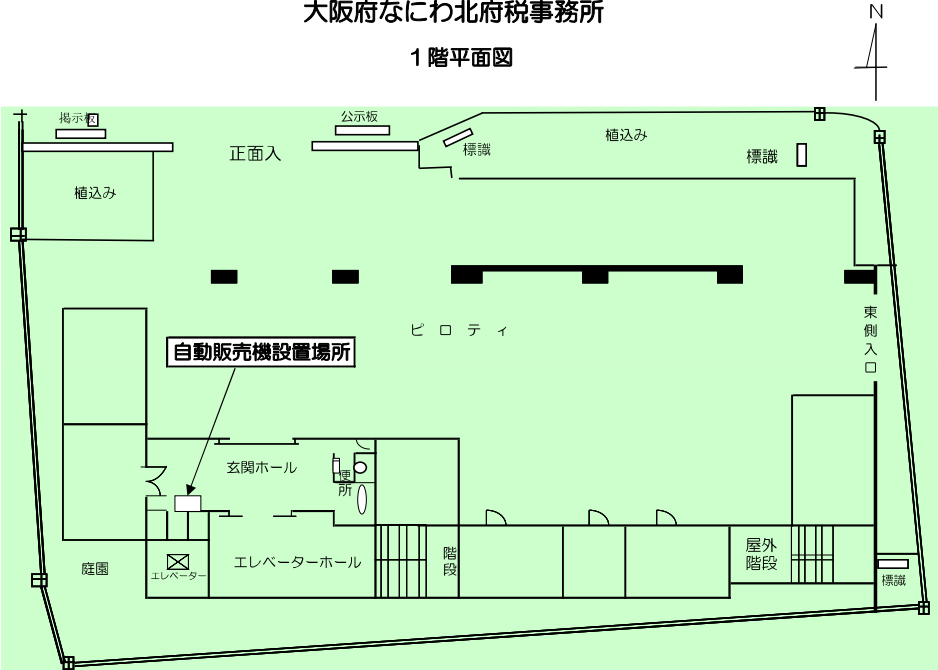 大阪府なにわ北府税事務所
N
１階平面図
掲示板
公示板
植込み
標識
正面入
標識
植込み
ピロティ
東側入口
自動販売機設置場所
玄関ホール
便所
庭園
エレベーター
エレベーターホール
階段
屋外
階段
標識